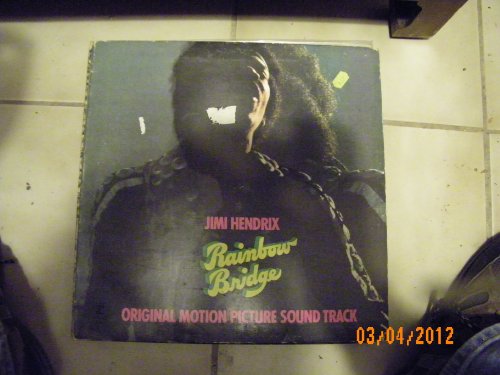 JIMI HENDRIX
Rainbow
Bridge
ORIGINAL MOTION PICTURE SOUND TRACK
03/04/2012